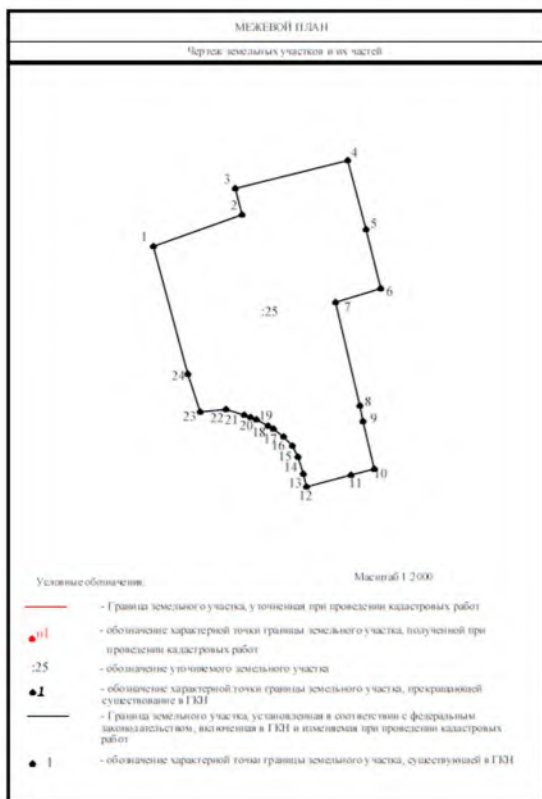 МЕЖЕВОЙ ПЛАН
Чертеж земельных участков и их частей
4
3
2
5
1
6
7
:25
24
8
9
23
22
21
20
19
18
17
16
15
14
13
12
11
10
Условные обозначения:
Масштаб 1:2000
- Граница земельного участка, уточненная при проведении кадастровых работ
н1
- обозначение характерной точки границы земельного участка, полученной при
проведении кадастровых работ
:25
- обозначение уточняемого земельного участка
1
- обозначение характерной точки границы земельного участка, прекращающей
существование в ГКН
- Граница земельного участка, установленная в соответствии с федеральным
законодательством, включенная в ГКН и изменяемая при проведении кадастровых
работ
1
- обозначение характерной точки границы земельного участка, существующей в ГКН